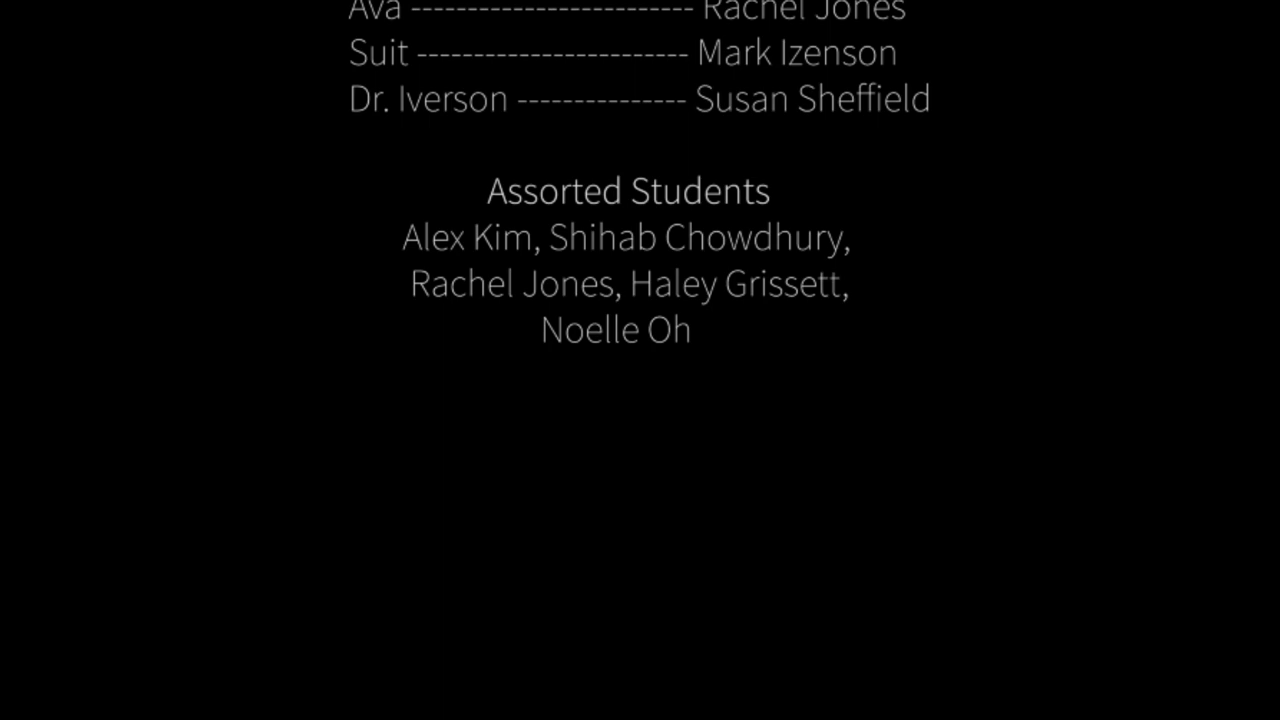 Ava ------------------------- Rachel Jones
Suit ------------------------ Mark Izenson
Dr. Iverson --------------- Susan Sheffield
Assorted Students
Alex Kim, Shihab Chowdhury,
Rachel Jones, Haley Grissett,
Noelle Oh